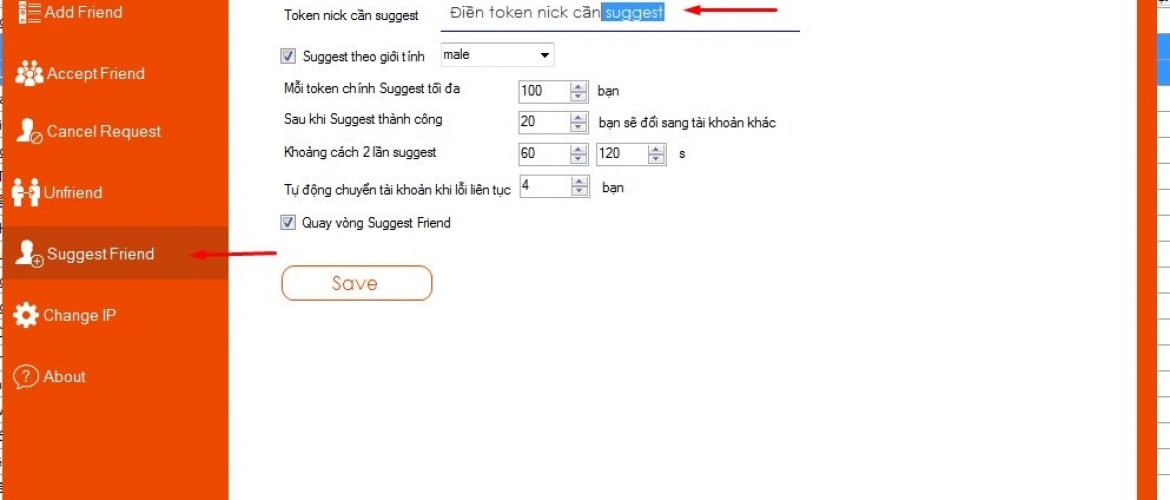 Add Friend
Accept Friend
Cancel Request
Unfriend
Suggest Friend
Change IP
? About
Token nick cần suggest Điền token nick cần suggest
Suggest theo giới tính male
Mỗi token chính Suggest tối đa 100 bạn
Sau khi Suggest thành công 20 bạn sẽ đổi sang tài khoản khác
Khoảng cách 2 lần suggest 60 120 s
Tự động chuyển tài khoản khi lỗi liên tục 4 bạn
Quay vòng Suggest Friend
Save